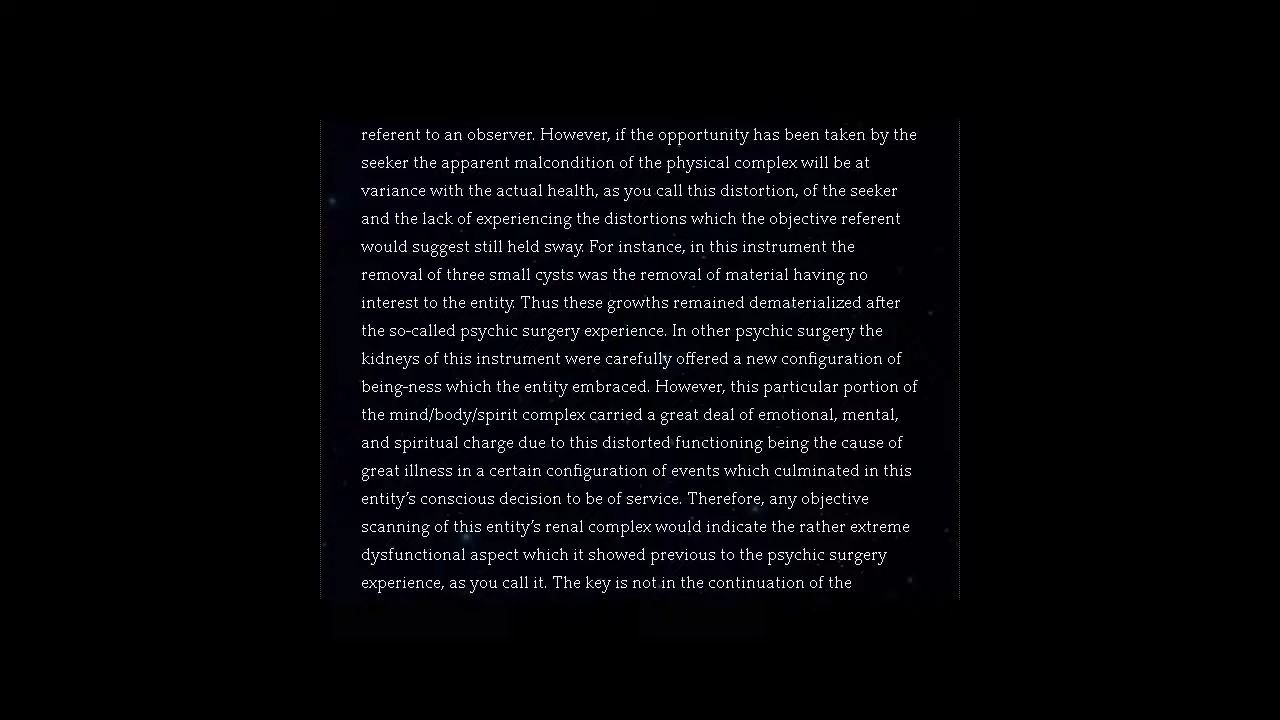 referent to an observer. However, if the opportunity has been taken by the
seeker the apparent malcondition of the physical complex will be at
variance with the actual health, as you call this distortion, of the seeker
and the lack of experiencing the distortions which the objective referent
would suggest still held sway. For instance, in this instrument the
removal of three small cysts was the removal of material having no
interest to the entity. Thus these growths remained dematerialized after
the so-called psychic surgery experience. In other psychic surgery the
kidneys of this instrument were carefully offered a new configuration of
being-ness which the entity embraced. However, this particular portion of
the mind/body/spirit complex carried a great deal of emotional, mental,
and spiritual charge due to this distorted functioning being the cause of
great illness in a certain configuration of events which culminated in this
entity’s conscious decision to be of service. Therefore, any objective
scanning of this entity’s renal complex would indicate the rather extreme
dysfunctional aspect which it showed previous to the psychic surgery
experience, as you call it. The key is not in the continuation of the